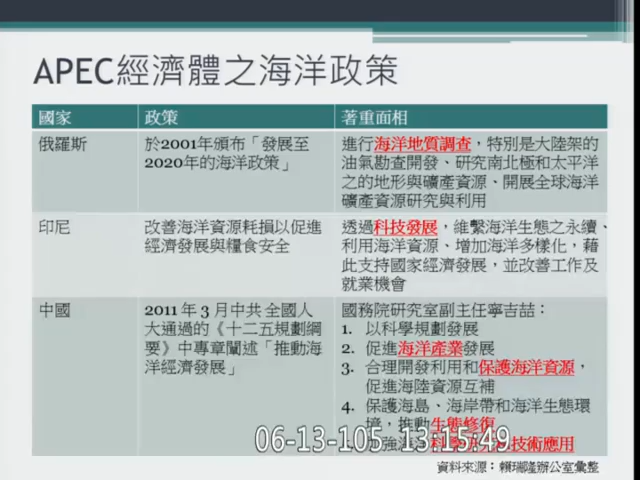 APEC經濟體之海洋政策
國家 政策 著重面相
俄羅斯
於2001年頒布「發展至
2020年的海洋政策」
進行海洋地質調查，特別是大陸架的
油氣勘查開發、研究南北極和太平洋
之的地形與礦產資源、開展全球海洋
礦產資源研究與利用
印尼
改善海洋資源耗損以促進
經濟發展與糧食安全
透過科技發展，維繫海洋生態之永續、
利用海洋資源、增加海洋多樣化，藉
此支持國家經濟發展，並改善工作及
就業機會
中國
2011 年 3 月中共 全國人
大通過的《十二五規劃綱
要》中專章闡述「推動海
洋經濟發展」
國務院研究室副主任寧吉喆：
1. 以科學規劃發展
2. 促進海洋產業發展
3. 合理開發利用和保護海洋資源，
促進海陸資源互補
4. 保護海島、海岸帶和海洋生態環
境，推動生態修復
強海洋科學 技術應用
06-13-105 13:15:49
資料來源：賴瑞隆辦公室彙整